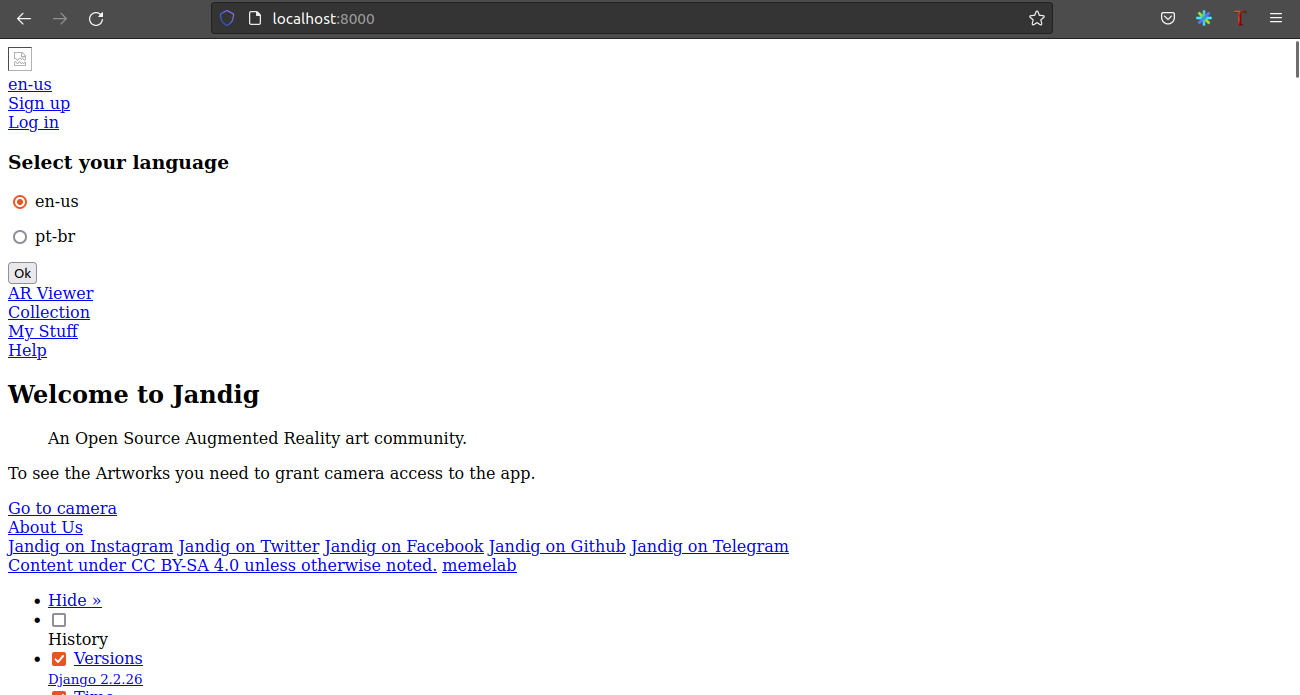 localhost:8000
en-us
Sign up
Log in
Select your language
en-us
pt-br
Ok
AR Viewer
Collection
My Stuff
Help
Welcome to Jandig
An Open Source Augmented Reality art community.
To see the Artworks you need to grant camera access to the app.
Go to camera
About Us
Jandig on Instagram Jandig on Twitter Jandig on Facebook Jandig on Github Jandig on Telegram
Content under CC BY-SA 4.0 unless otherwise noted. memelab
Hide »
History
Versions
Django 2.2.26
Time